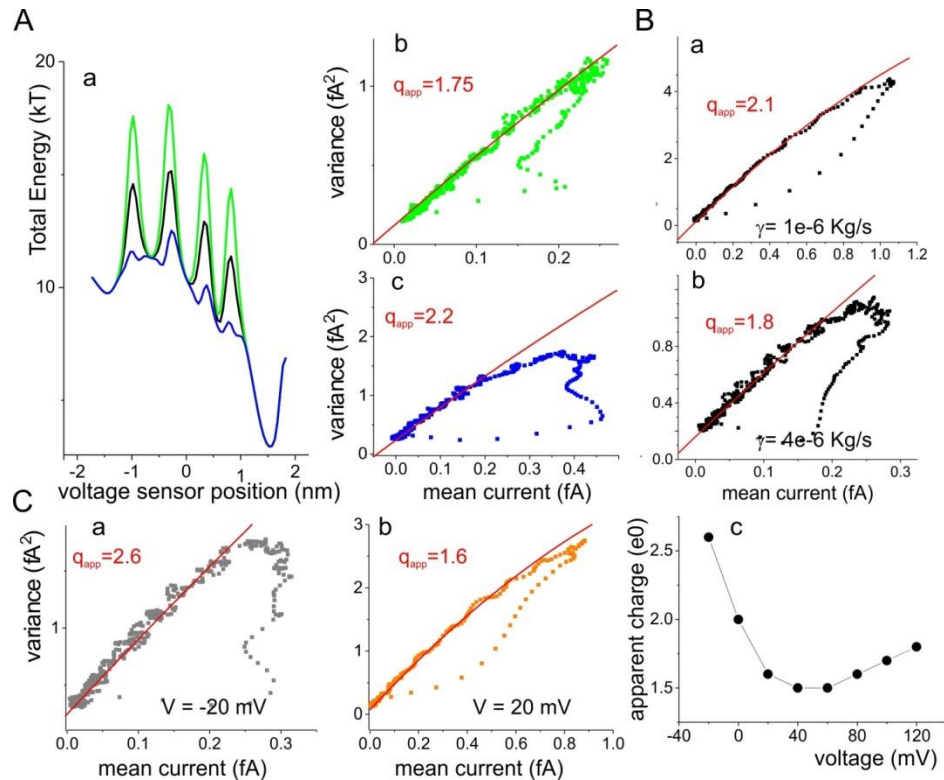 A
a
20
10
Total Energy (kT)
-2 -1 0 1 2
voltage sensor position (nm)
b
q_app=1.75
variance (fA²)
1
0
0.0 0.1 0.2
c
q_app=2.2
variance (fA²)
3
2
1
0
0.0 0.1 0.2 0.3 0.4 0.5
mean current (fA)
B
a
q_app=2.1
4
2
0
γ= 1e-6 Kg/s
0.0 0.2 0.4 0.6 0.8 1.0 1.2
b
q_app=1.8
0.8
0.4
0.2
0.0
γ= 4e-6 Kg/s
0.0 0.1 0.2 0.3
mean current (fA)
C
a
q_app=2.6
variance (fA²)
1
V = -20 mV
0.0 0.1 0.2 0.3
mean current (fA)
b
q_app=1.6
3
2
1
0
V = 20 mV
0.0 0.2 0.4 0.6 0.8 1.0
mean current (fA)
c
apparent charge (e0)
2.5
2.0
1.5
-40 0 40 80 120
voltage (mV)